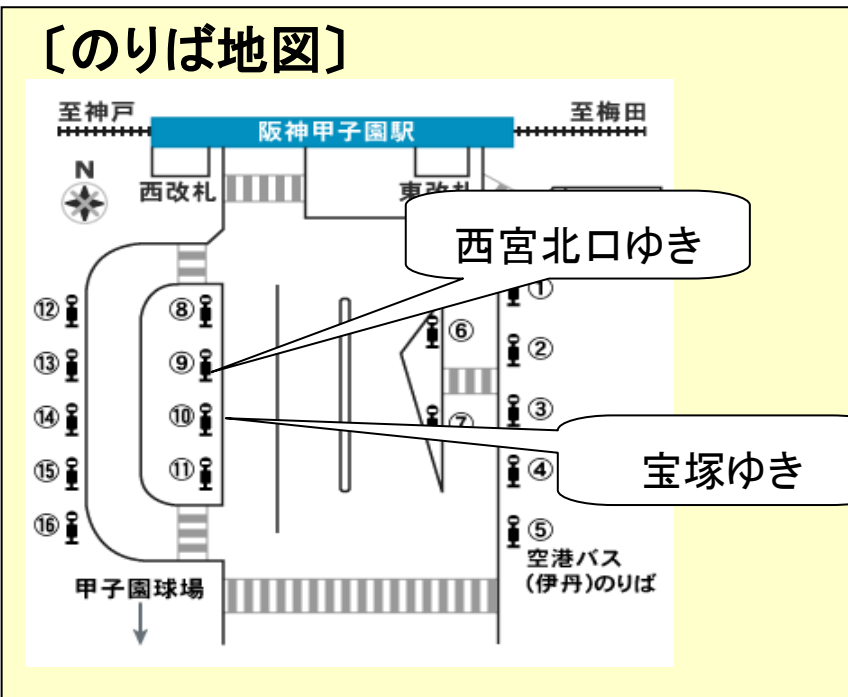 〔のりば地図〕
至神戸
至梅田
阪神甲子園駅
N
西改札
西宮北口ゆき
⑫
⑧
①
⑥
⑬
⑨
②
⑭
⑩
③
⑦
⑮
⑪
④
宝塚ゆき
⑯
⑤
空港バス
(伊丹)のりば
甲子園球場